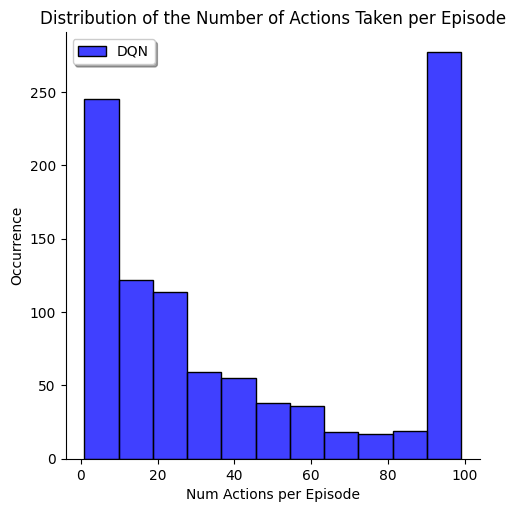 Distribution of the Number of Actions Taken per Episode
DQN
250
200
150
100
50
0
Occurrence
0 20 40 60 80 100
Num Actions per Episode